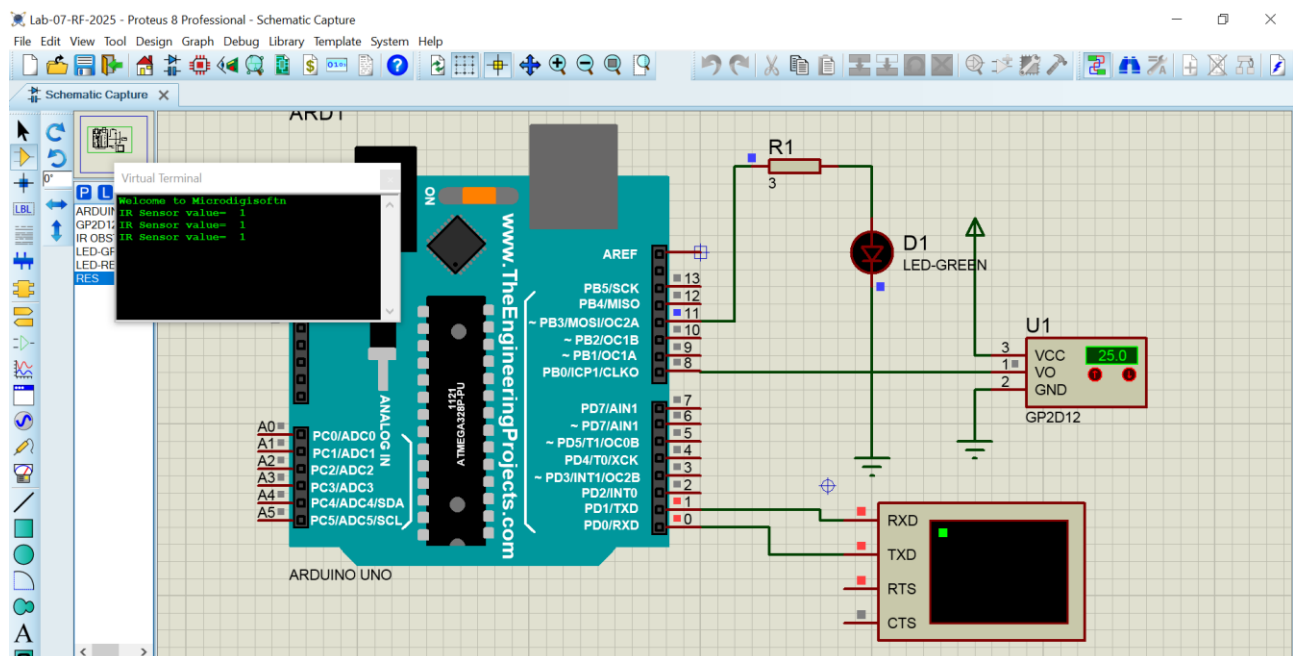 Lab-07-RF-2025 - Proteus 8 Professional - Schematic Capture
File Edit View Tool Design Graph Debug Library Template System Help
Schematic Capture
0°
P L
ARDUIN
GP2D12
IR OBS
LED-GF
LED-RE
RES
LBL
A
Virtual Terminal
Welcome to Microdigisoftn
IR Sensor value= 1
IR Sensor value= 1
IR Sensor value= 1
ARD1
ON
www.TheEngineeringProjects.com
1121
ATMEGA328P-PU
ANALOG IN
AREF
PB5/SCK 13
PB4/MISO 12
~ PB3/MOSI/OC2A 11
~ PB2/OC1B 10
~ PB1/OC1A 9
PB0/ICP1/CLKO 8
PD7/AIN1 7
~ PD7/AIN1 6
~ PD5/T1/OC0B 5
PD4/T0/XCK 4
~ PD3/INT1/OC2B 3
PD2/INT0 2
PD1/TXD 1
PD0/RXD 0
A0 PC0/ADC0
A1 PC1/ADC1
A2 PC2/ADC2
A3 PC3/ADC3
A4 PC4/ADC4/SDA
A5 PC5/ADC5/SCL
ARDUINO UNO
R1
3
D1
LED-GREEN
U1
3 VCC 25.0
1 VO
2 GND
GP2D12
RXD
TXD
RTS
CTS